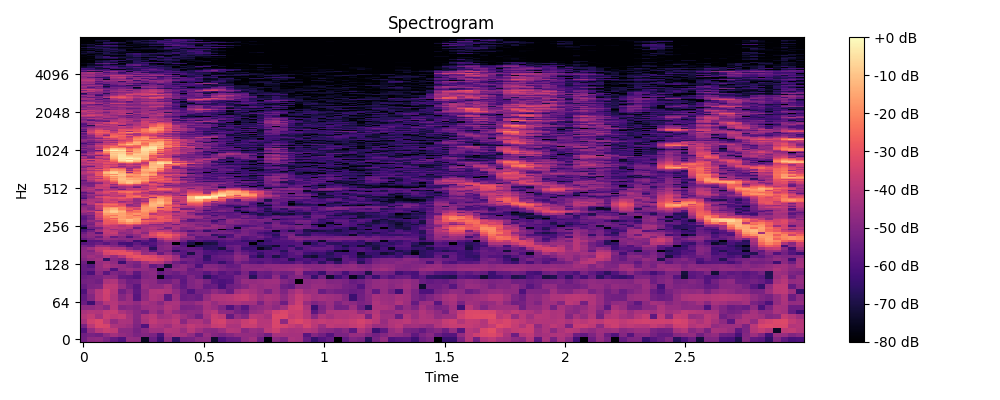 Spectrogram
Hz
4096
2048
1024
512
256
128
64
0
0
0.5
1
1.5
2
2.5
Time
+0 dB
-10 dB
-20 dB
-30 dB
-40 dB
-50 dB
-60 dB
-70 dB
-80 dB